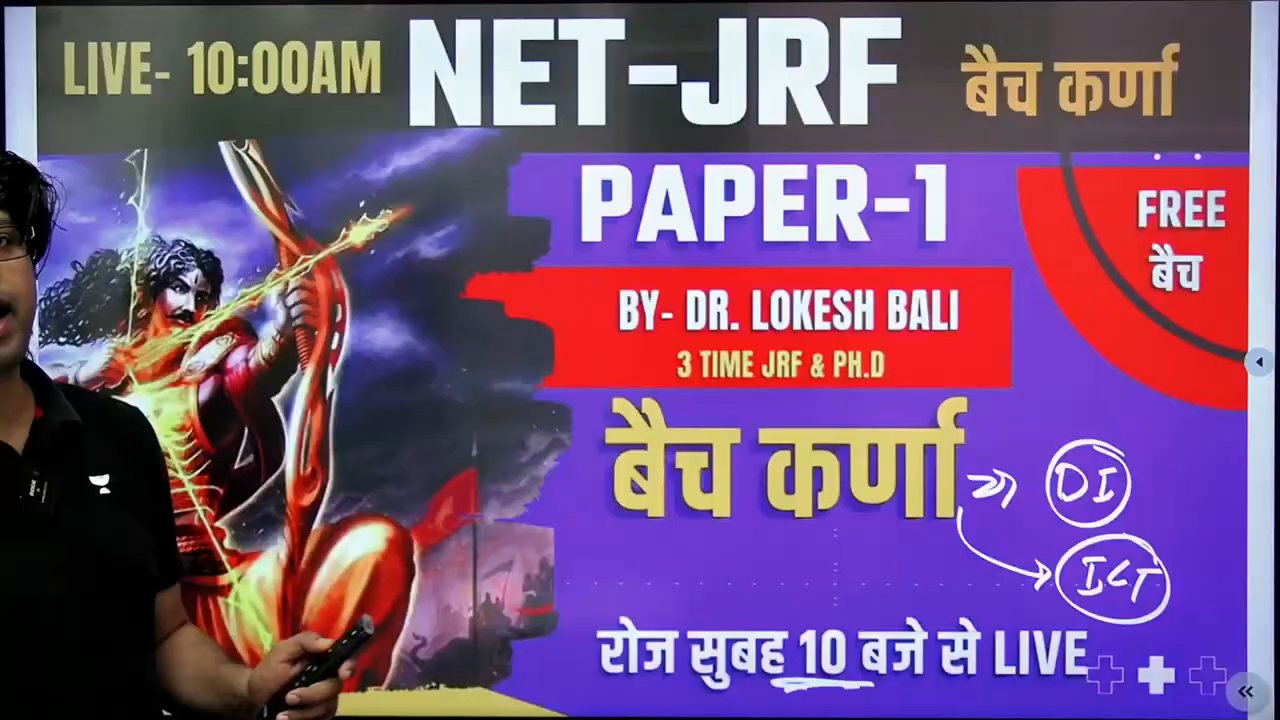 LIVE- 10:00AM NET-JRF बैच कर्णा
PAPER-1
FREE
बैच
BY- DR. LOKESH BALI
3 TIME JRF & PH.D
बैच कर्णा
DI
ICT
रोज सुबह 10 बजे से LIVE